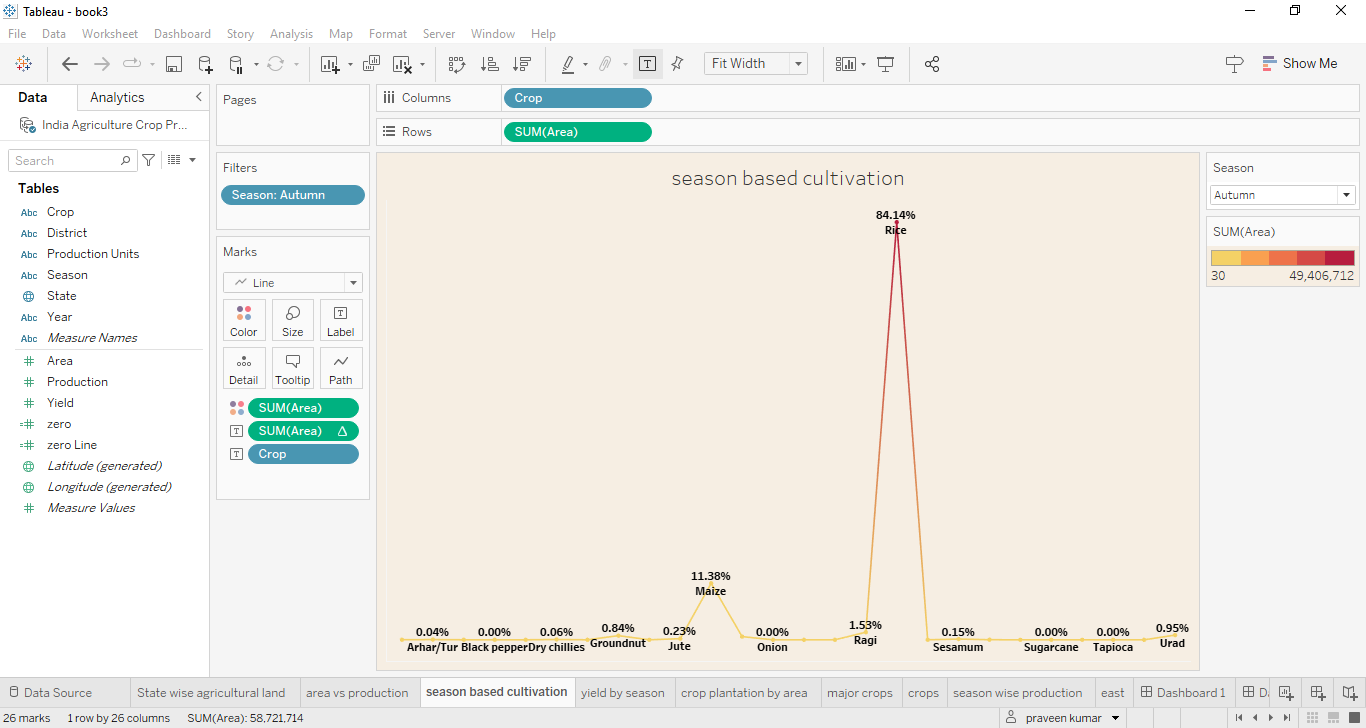 Tableau - book3
File Data Worksheet Dashboard Story Analysis Map Format Server Window Help
Fit Width
Show Me
Data Analytics
India Agriculture Crop Pr...
Search
Tables
Abc Crop
Abc District
Abc Production Units
Abc Season
State
Abc Year
Abc Measure Names
Area
Production
Yield
zero
zero Line
Latitude (generated)
Longitude (generated)
Measure Values
Pages
Filters
Season: Autumn
Marks
Line
Color Size Label
Detail Tooltip Path
SUM(Area)
SUM(Area)
Crop
Columns Crop
Rows SUM(Area)
season based cultivation
84.14%
Rice
11.38%
Maize
0.04%
Arhar/Tur
0.00%
Black pepper
0.06%
Dry chillies
0.84%
Groundnut
0.23%
Jute
0.00%
Onion
1.53%
Ragi
0.15%
Sesamum
0.00%
Sugarcane
0.00%
Tapioca
0.95%
Urad
Season
Autumn
SUM(Area)
30 49,406,712
Data Source State wise agricultural land area vs production season based cultivation yield by season crop plantation by area major crops crops season wise production east Dashboard 1 D
26 marks 1 row by 26 columns SUM(Area): 58,721,714 praveen kumar